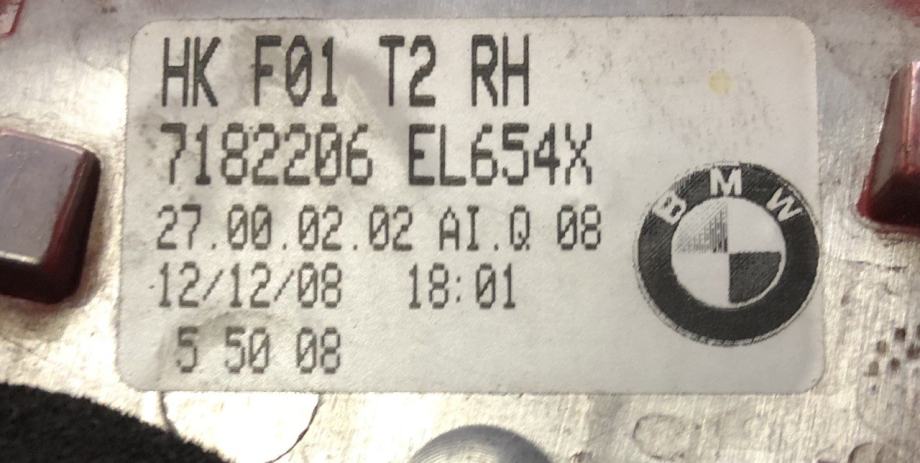 HK F01 T2 RH
7182206 EL654X
27.00.02.02 AI.Q 08
12/12/08 18:01
5 50 08
BMW